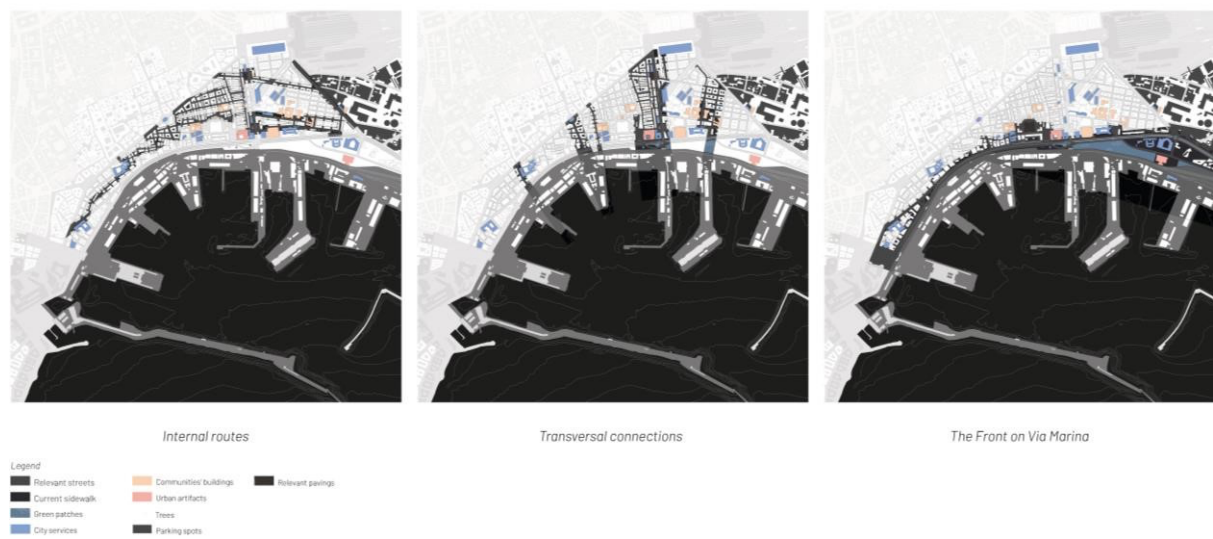 Internal routes
Transversal connections
The Front on Via Marina
Legend
Relevant streets
Current sidewalk
Green patches
City services
Communities' buildings
Urban artifacts
Trees
Parking spots
Relevant pavings